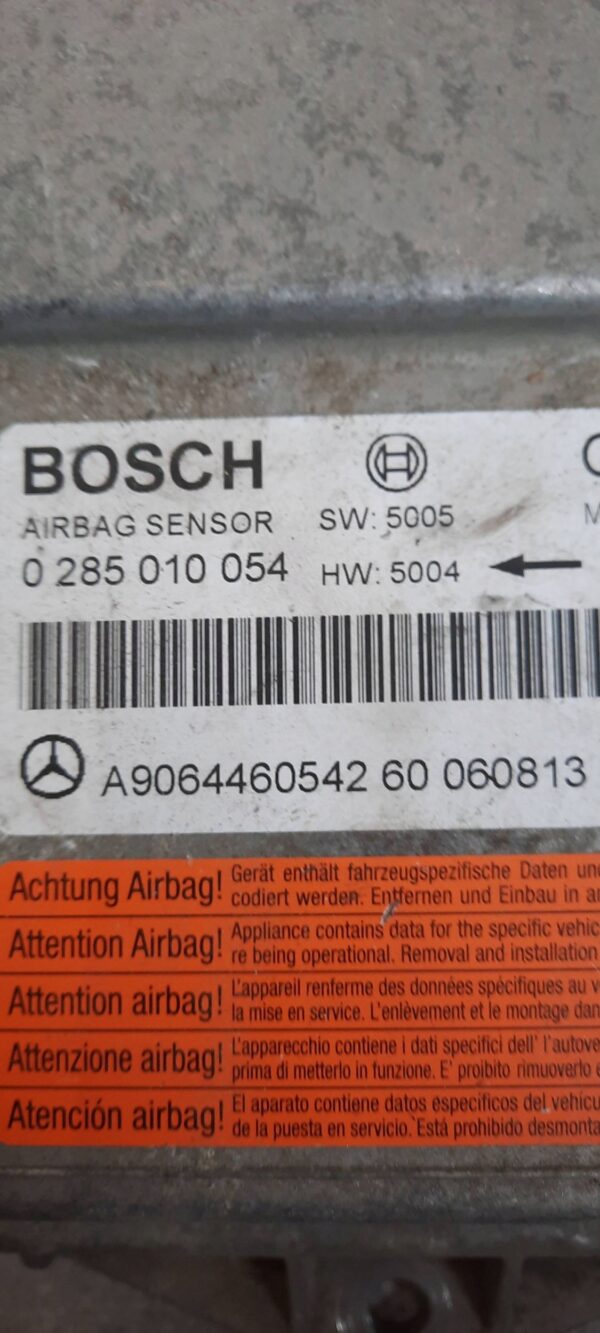 BOSCH
AIRBAG SENSOR SW: 5005 M
0 285 010 054 HW: 5004
A9064460542 60 060813
Achtung Airbag!
Gerät enthält fahrzeugspezifische Daten
codiert werden. Entfernen und Einbau in
Attention Airbag!
Appliance contains data for the specific
re being operational. Removal and installation
Attention airbag!
L'appareil renferme des données spécifiques au
la mise en service. L'enlèvement et le montage
Attenzione airbag!
L'apparecchio contiene i dati specifici dell'
prima di metterlo in funzione. E' proibito rimuoverlo
Atención airbag!
El aparato contiene datos especificos del
de la puesta en servicio. Está prohibido